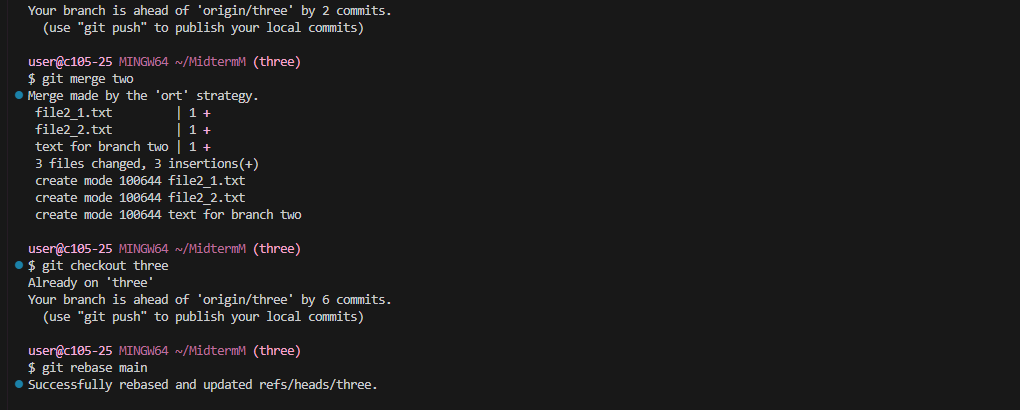 Your branch is ahead of 'origin/three' by 2 commits.
  (use "git push" to publish your local commits)

user@c105-25 MINGW64 ~/MidtermM (three)
$ git merge two
Merge made by the 'ort' strategy.
 file2_1.txt         | 1 +
 file2_2.txt         | 1 +
 text for branch two | 1 +
 3 files changed, 3 insertions(+)
 create mode 100644 file2_1.txt
 create mode 100644 file2_2.txt
 create mode 100644 text for branch two

user@c105-25 MINGW64 ~/MidtermM (three)
$ git checkout three
Already on 'three'
Your branch is ahead of 'origin/three' by 6 commits.
  (use "git push" to publish your local commits)

user@c105-25 MINGW64 ~/MidtermM (three)
$ git rebase main
Successfully rebased and updated refs/heads/three.